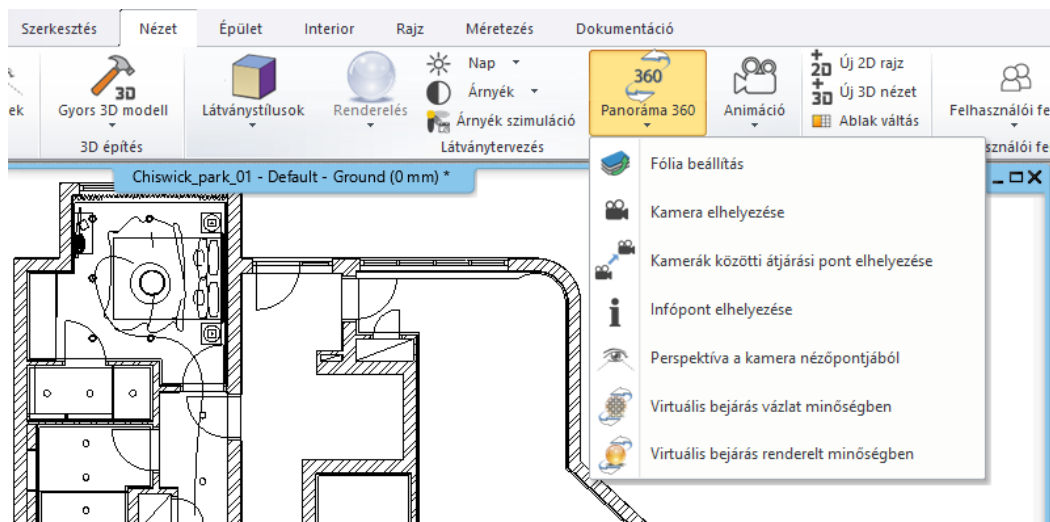 Szerkesztés Nézet Épület Interior Rajz Méretezés Dokumentáció
ek
3D
Gyors 3D modell
3D építés
Látványstílusok
Renderelés
Nap
Árnyék
Árnyék szimuláció
Látványtervezés
360
Panoráma 360
Animáció
2D Új 2D rajz
3D Új 3D nézet
Ablak váltás
Felhasználói fe
sználói fe
Chiswick_park_01 - Default - Ground (0 mm) *
Fólia beállítás
Kamera elhelyezése
Kamerák közötti átjárási pont elhelyezése
Infópont elhelyezése
Perspektíva a kamera nézőpontjából
Virtuális bejárás vázlat minőségben
Virtuális bejárás renderelt minőségben